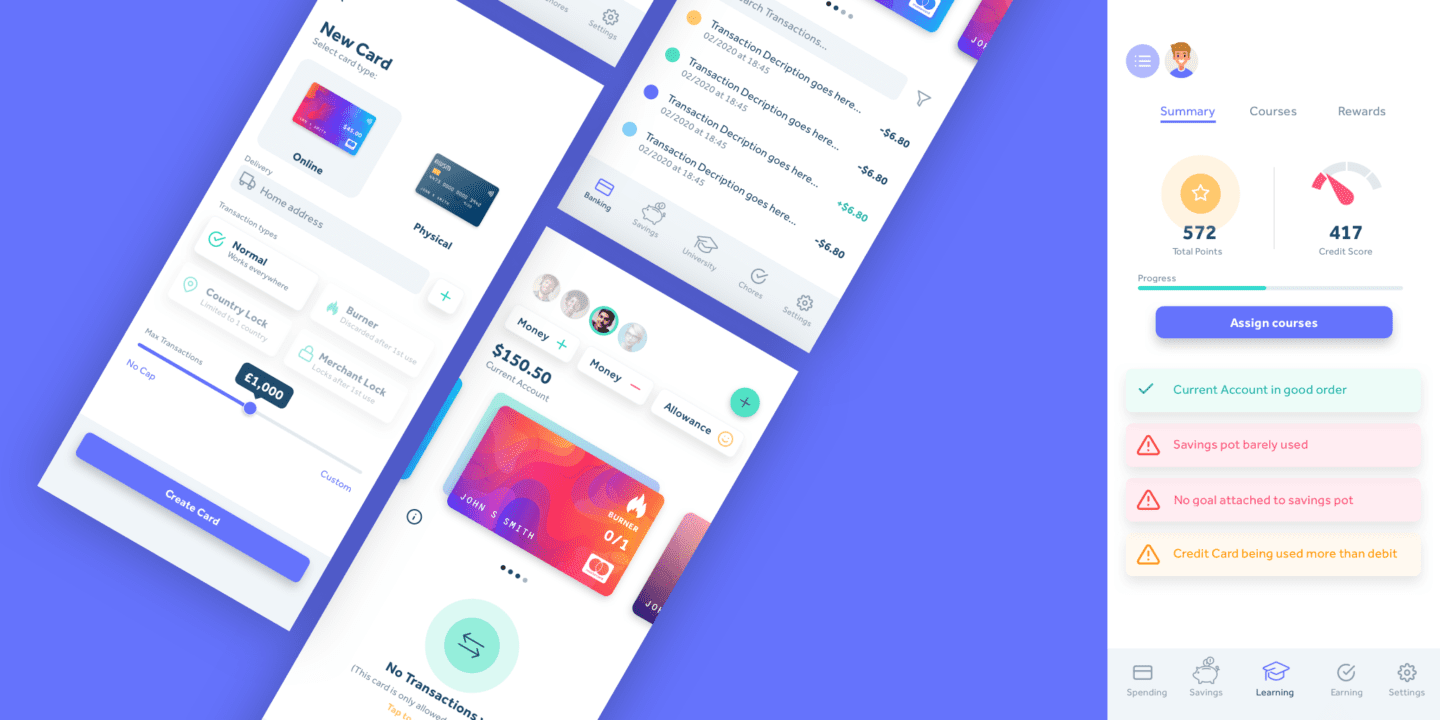 New Card
Select card type:
$45.00
JOHN S SMITH
Online
Physical
Delivery
Home address
Transaction types
Normal
Works everywhere
Burner
Discarded after 1st use
Country Lock
Limited to 1 country
Merchant Lock
Locks after 1st use
Max Transactions
£1,000
No Cap
Custom
Create Card
Settings
Transactions...
Transaction Decription goes here...
02/2020 at 18:45
-$6.80
Transaction Decription goes here...
02/2020 at 18:45
-$6.80
Transaction Decription goes here...
02/2020 at 18:45
+$6.80
Transaction Decription goes here...
02/2020 at 18:45
-$6.80
Banking
Savings
University
Chores
Settings
Money
Money
Allowance
$150.50
Current Account
JOHN S SMITH
BURNER
0/1
No Transactions
(This card is only allowed
Tap to
Summary
Courses
Rewards
572
Total Points
417
Credit Score
Progress
Assign courses
Current Account in good order
Savings pot barely used
No goal attached to savings pot
Credit Card being used more than debit
Spending
Savings
Learning
Earning
Settings